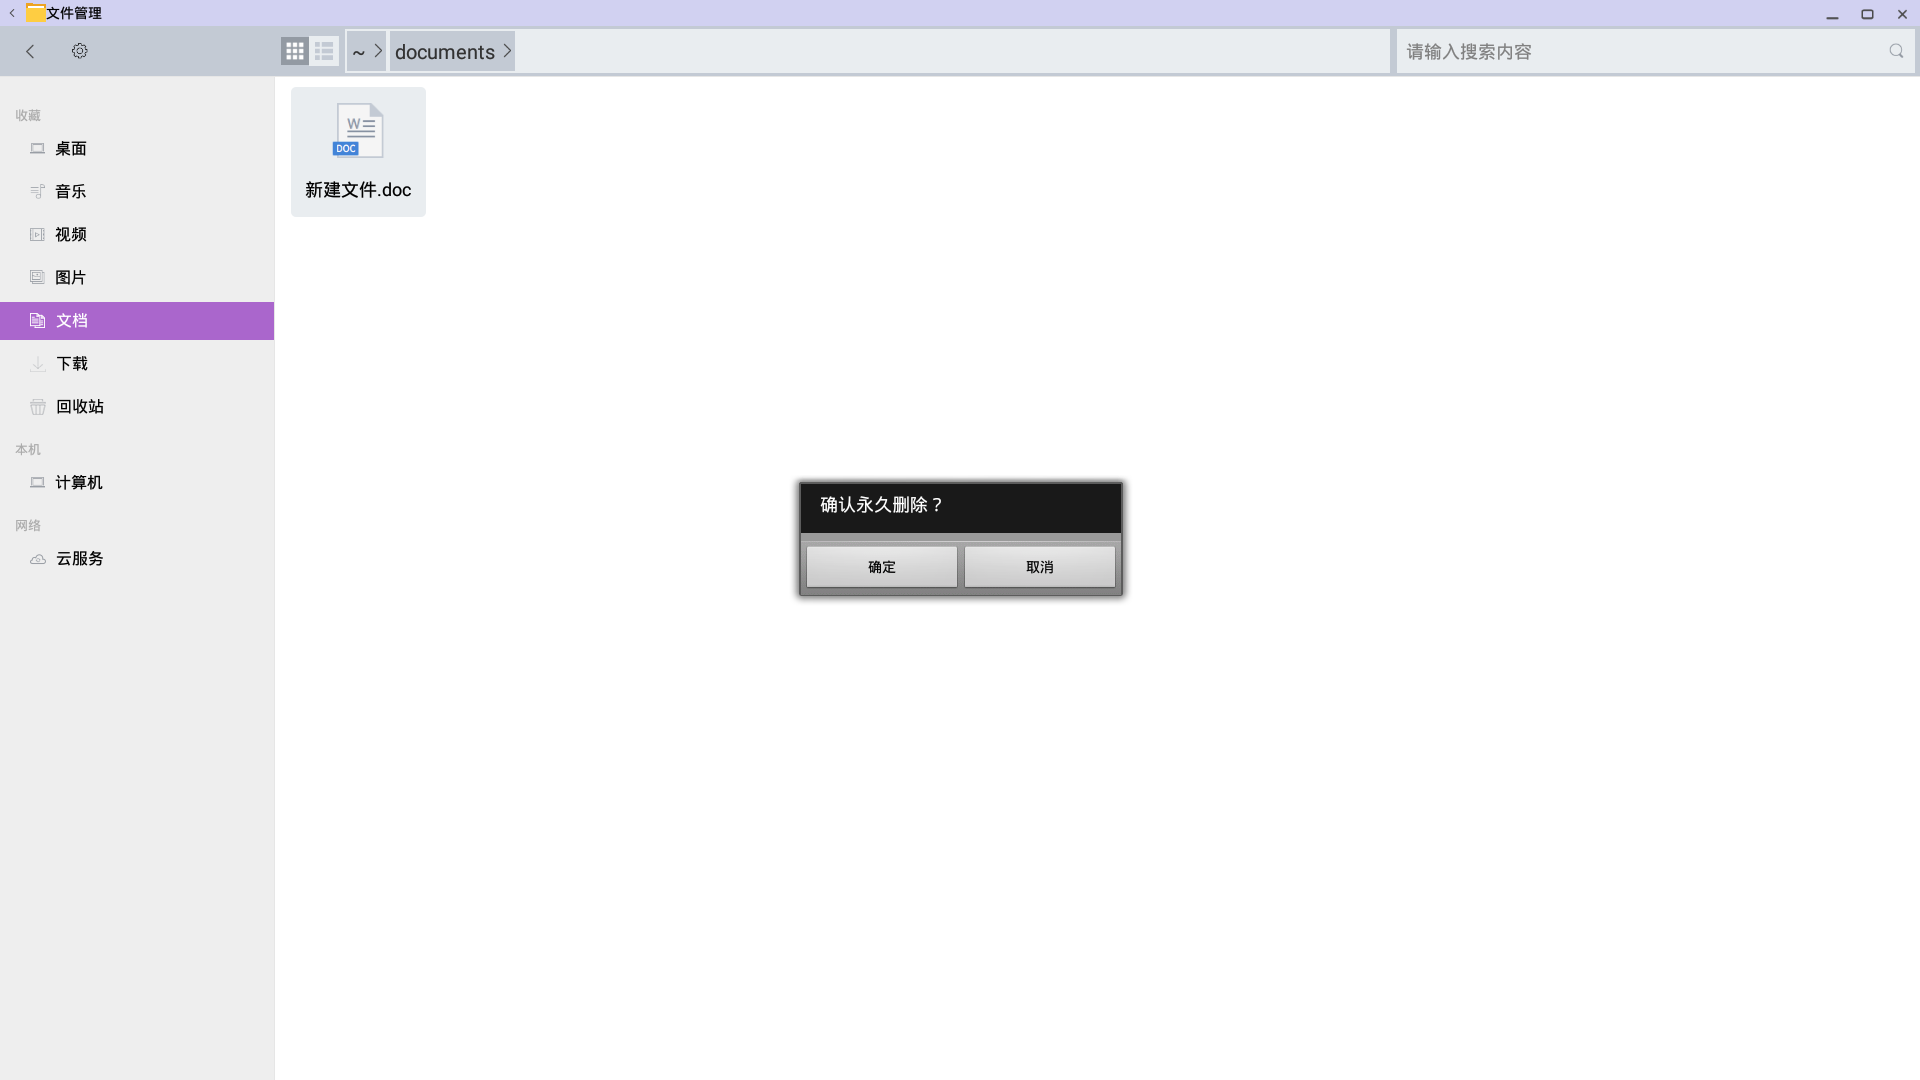 文件管理
~
documents
请输入搜索内容
收藏
桌面
音乐
视频
图片
文档
下载
回收站
本机
计算机
网络
云服务
W
DOC
新建文件.doc
确认永久删除？
确定
取消